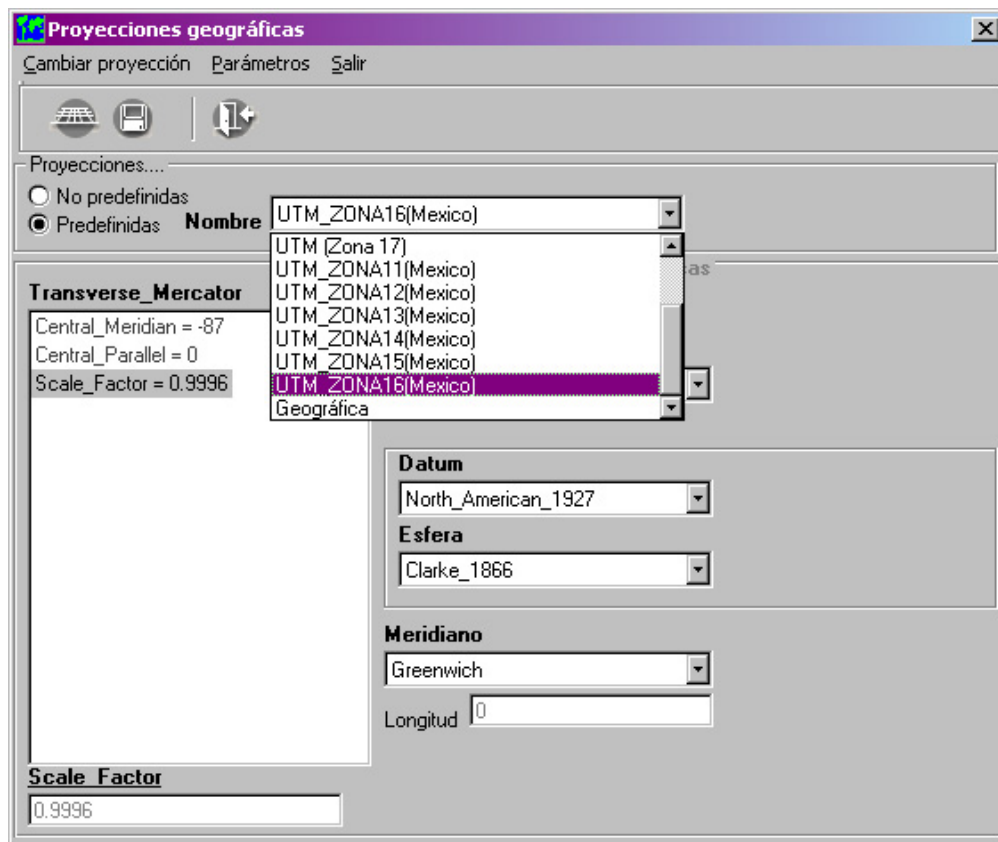 Proyecciones geográficas
Cambiar proyección Parámetros Salir
Proyecciones....
No predefinidas
Predefinidas Nombre UTM_ZONA16(Mexico)
UTM (Zona 17)
UTM_ZONA11(Mexico)
UTM_ZONA12(Mexico)
UTM_ZONA13(Mexico)
UTM_ZONA14(Mexico)
UTM_ZONA15(Mexico)
UTM_ZONA16(Mexico)
Geográfica
as
Transverse_Mercator
Central_Meridian = -87
Central_Parallel = 0
Scale_Factor = 0.9996
Datum
North_American_1927
Esfera
Clarke_1866
Meridiano
Greenwich
Longitud 0
Scale_Factor
0.9996